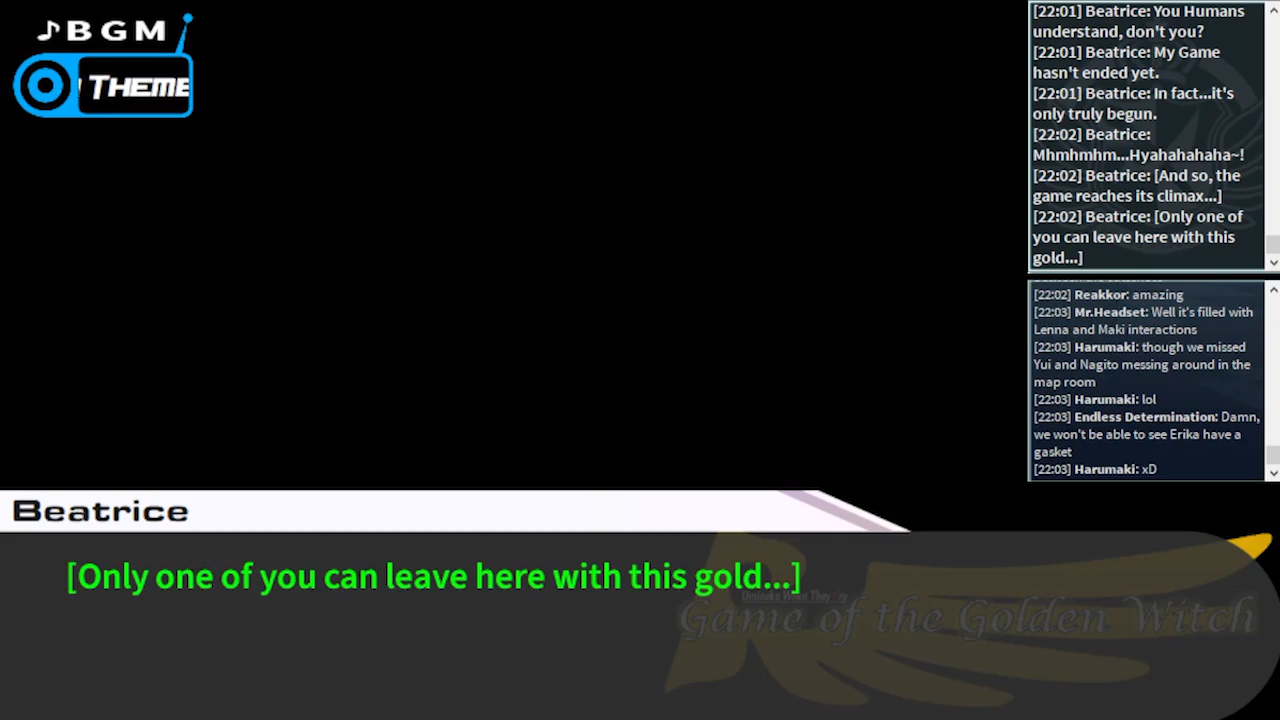 ♪BGM
THEME
[22:01] Beatrice: You Humans
understand, don't you?
[22:01] Beatrice: My Game
hasn't ended yet.
[22:01] Beatrice: In fact...it's
only truly begun.
[22:02] Beatrice:
Mhmhmhm...Hyahahahaha~!
[22:02] Beatrice: [And so, the
game reaches its climax...]
[22:02] Beatrice: [Only one of
you can leave here with this
gold...]
[22:02] Reakkor: amazing
[22:03] Mr.Headset: Well it's filled with
Lenna and Maki interactions
[22:03] Harumaki: though we missed
Yui and Nagito messing around in the
map room
[22:03] Harumaki: lol
[22:03] Endless Determination: Damn,
we won't be able to see Erika have a
gasket
[22:03] Harumaki: xD
Beatrice
[Only one of you can leave here with this gold...]
Umineko When They
Game of the Golden Witch